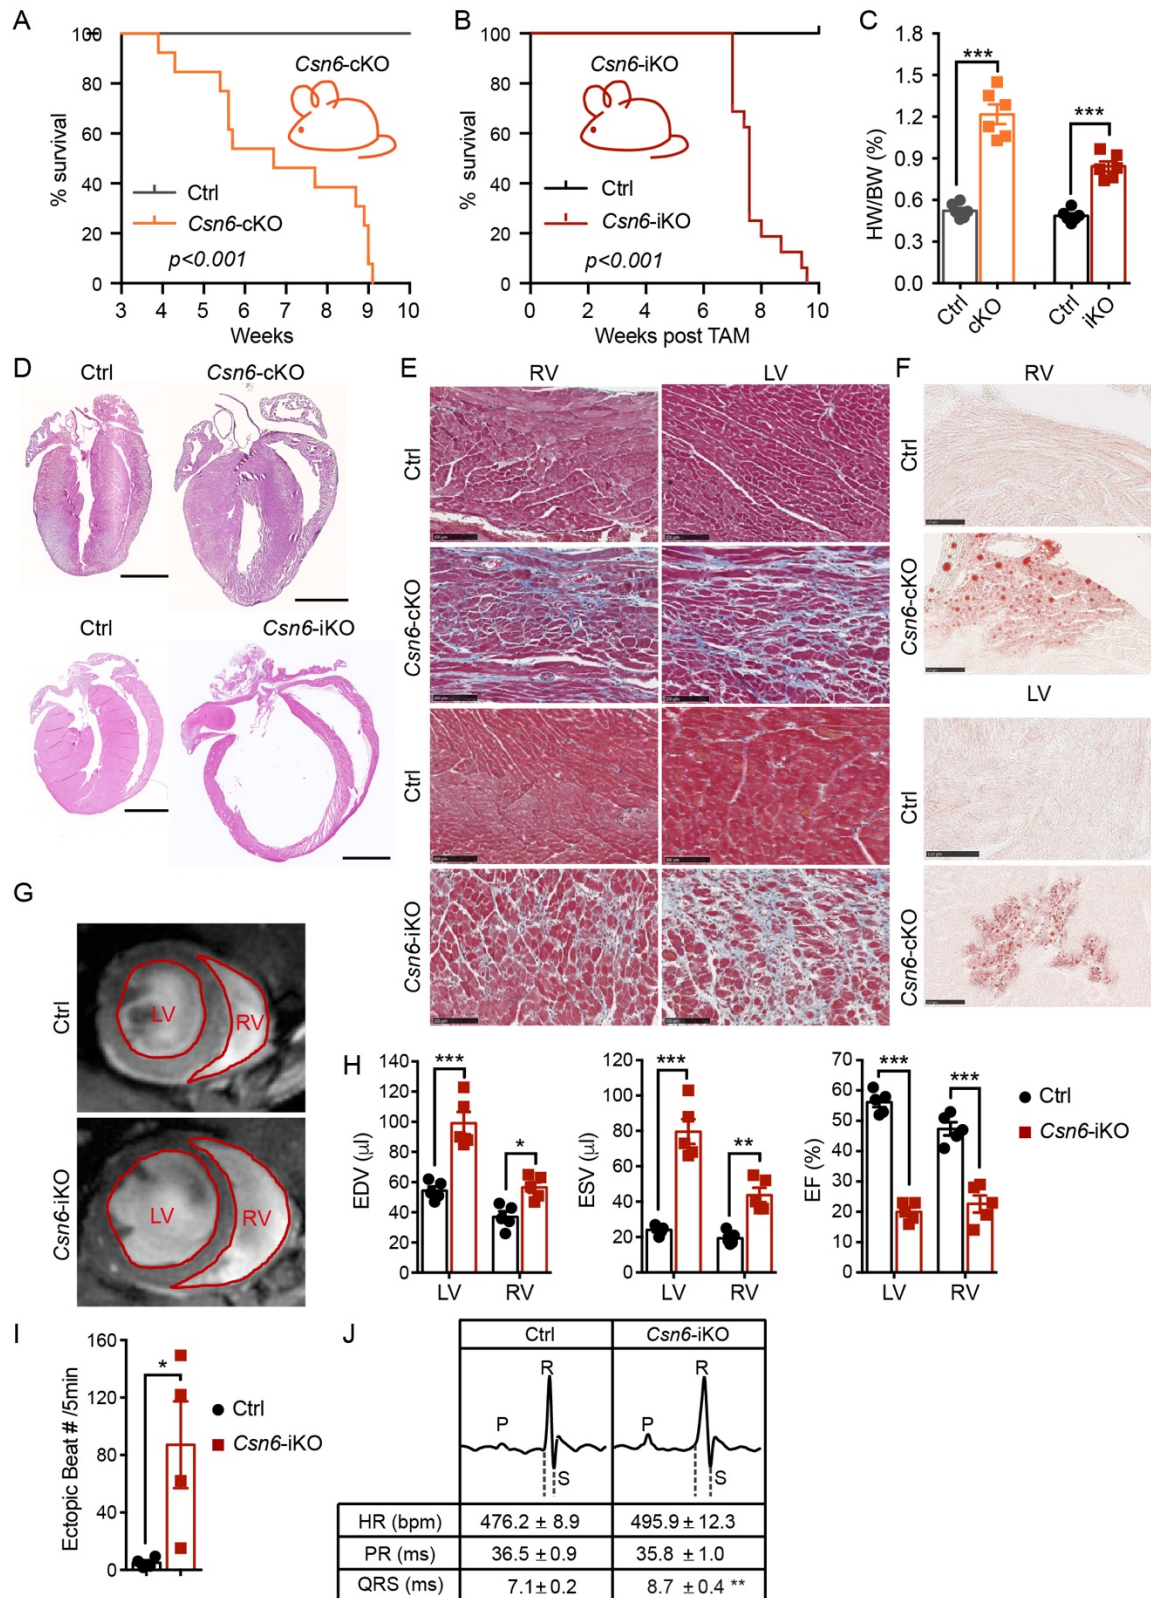 A
100
80
60
40
20
0
% survival
Csn6-cKO
Ctrl
Csn6-cKO
p<0.001
3 4 5 6 7 8 9 10
Weeks
B
100
80
60
40
20
0
% survival
Csn6-iKO
Ctrl
Csn6-iKO
p<0.001
0 2 4 6 8 10
Weeks post TAM
C
1.8
1.5
1.2
0.9
0.6
0.3
0.0
HW/BW (%)
*** ***
Ctrl cKO Ctrl iKO
D
Ctrl Csn6-cKO
Ctrl Csn6-iKO
E
RV LV
Ctrl
Csn6-cKO
Ctrl
Csn6-iKO
F
RV
Ctrl
Csn6-cKO
LV
Ctrl
Csn6-cKO
G
Ctrl
LV RV
Csn6-iKO
LV RV
H
140
120
100
80
60
40
20
0
EDV (µl)
*** *
LV RV
120
100
80
60
40
20
0
ESV (µl)
*** **
LV RV
70
60
50
40
30
20
10
0
EF (%)
*** ***
LV RV
Ctrl
Csn6-iKO
I
160
120
80
40
0
Ectopic Beat # /5min
*
Ctrl
Csn6-iKO
J
Ctrl Csn6-iKO
R R
P P
S S
HR (bpm) 476.2 ± 8.9 495.9 ± 12.3
PR (ms) 36.5 ± 0.9 35.8 ± 1.0
QRS (ms) 7.1 ± 0.2 8.7 ± 0.4 **